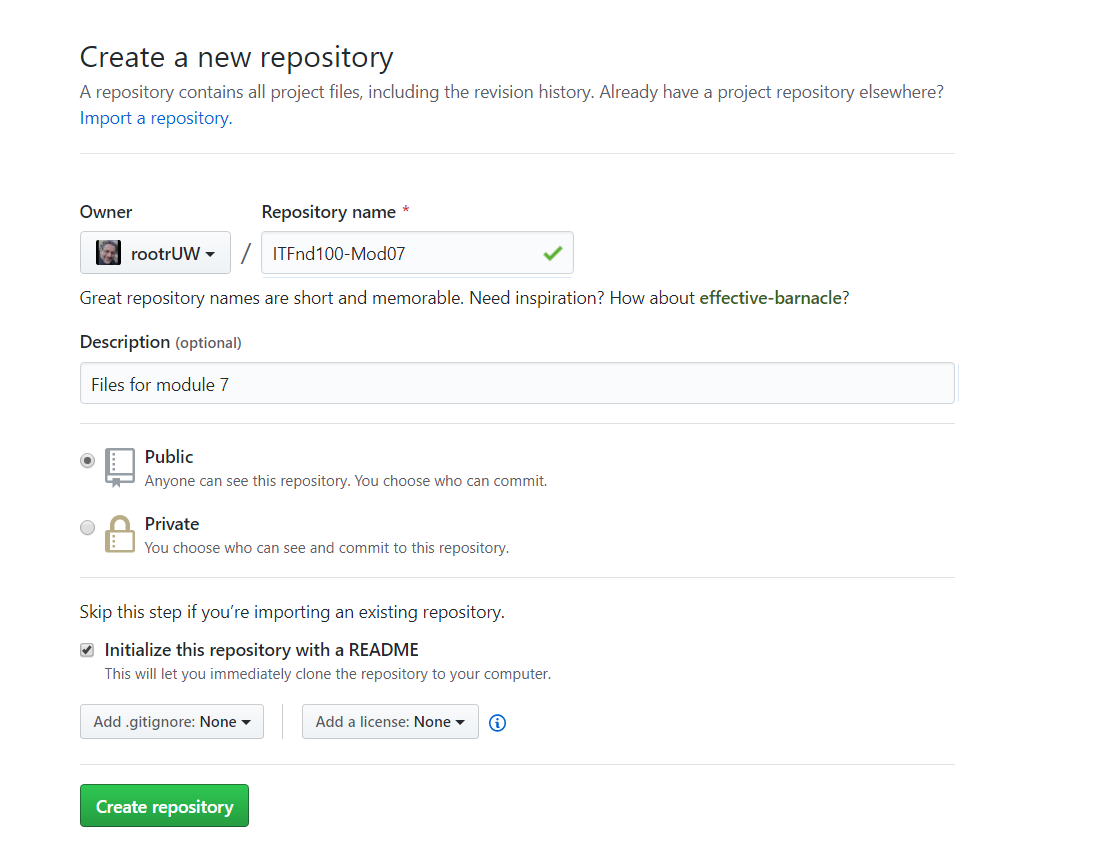 Create a new repository
A repository contains all project files, including the revision history. Already have a project repository elsewhere?
Import a repository.
Owner
Repository name *
rootrUW / ITFnd100-Mod07
Great repository names are short and memorable. Need inspiration? How about effective-barnacle?
Description (optional)
Files for module 7
Public
Anyone can see this repository. You choose who can commit.
Private
You choose who can see and commit to this repository.
Skip this step if you’re importing an existing repository.
Initialize this repository with a README
This will let you immediately clone the repository to your computer.
Add .gitignore: None
Add a license: None
Create repository